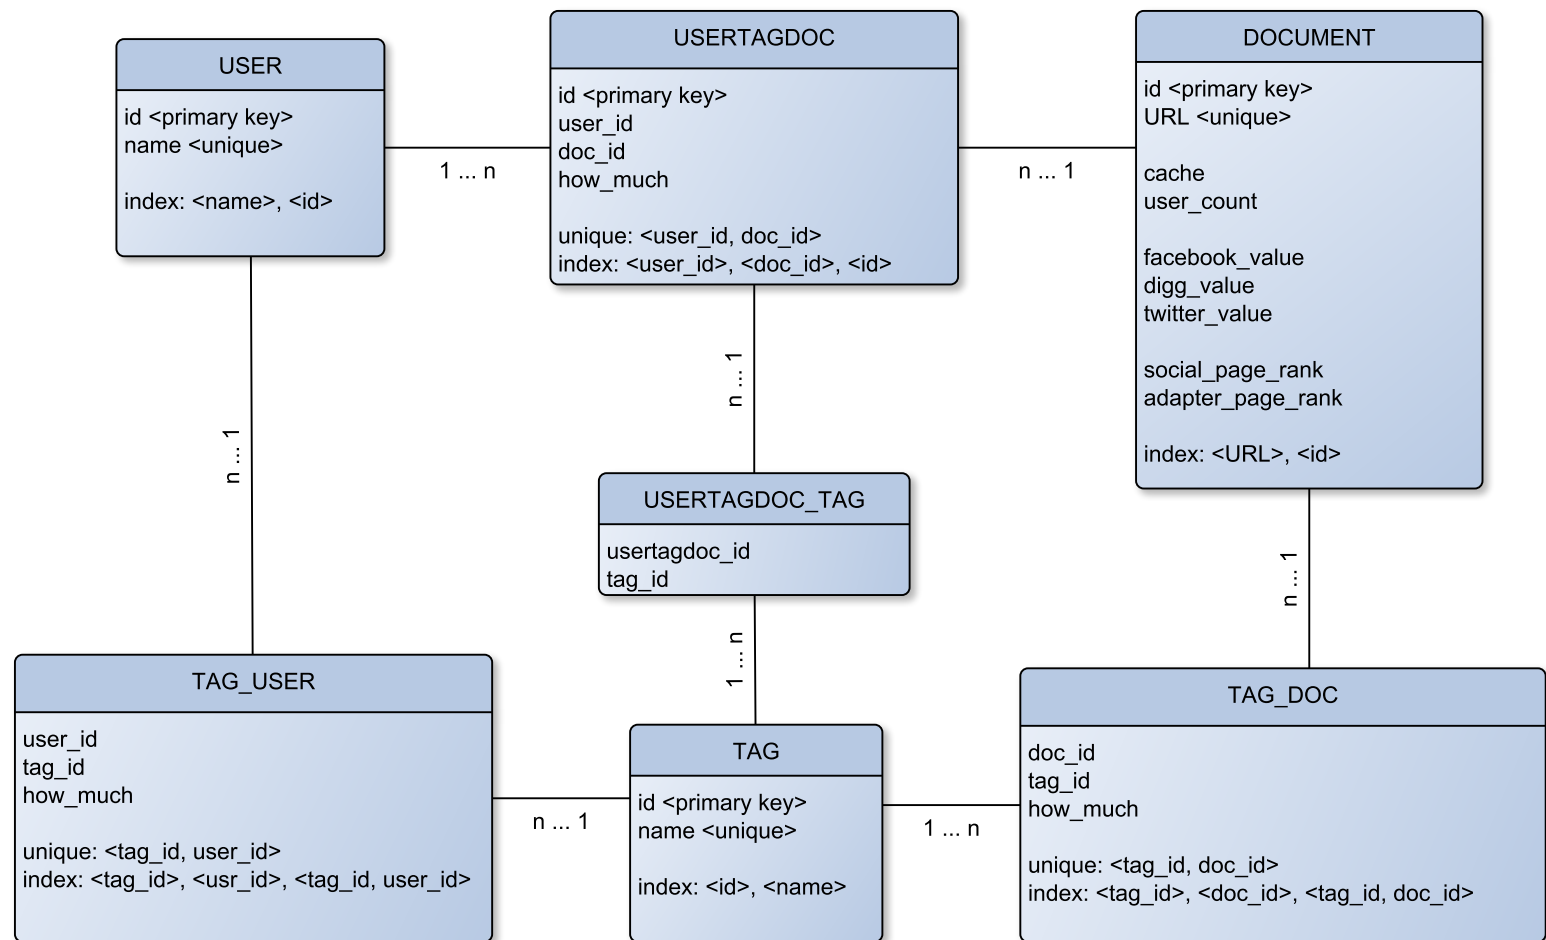 USER
id <primary key>
name <unique>
index: <name>, <id>
1 ... n
USERTAGDOC
id <primary key>
user_id
doc_id
how_much
unique: <user_id, doc_id>
index: <user_id>, <doc_id>, <id>
n ... 1
DOCUMENT
id <primary key>
URL <unique>
cache
user_count
facebook_value
digg_value
twitter_value
social_page_rank
adapter_page_rank
index: <URL>, <id>
n ... 1
n ... 1
USERTAGDOC_TAG
usertagdoc_id
tag_id
n ... 1
1 ... n
TAG_USER
user_id
tag_id
how_much
unique: <tag_id, user_id>
index: <tag_id>, <usr_id>, <tag_id, user_id>
n ... 1
TAG
id <primary key>
name <unique>
index: <id>, <name>
1 ... n
TAG_DOC
doc_id
tag_id
how_much
unique: <tag_id, doc_id>
index: <tag_id>, <doc_id>, <tag_id, doc_id>